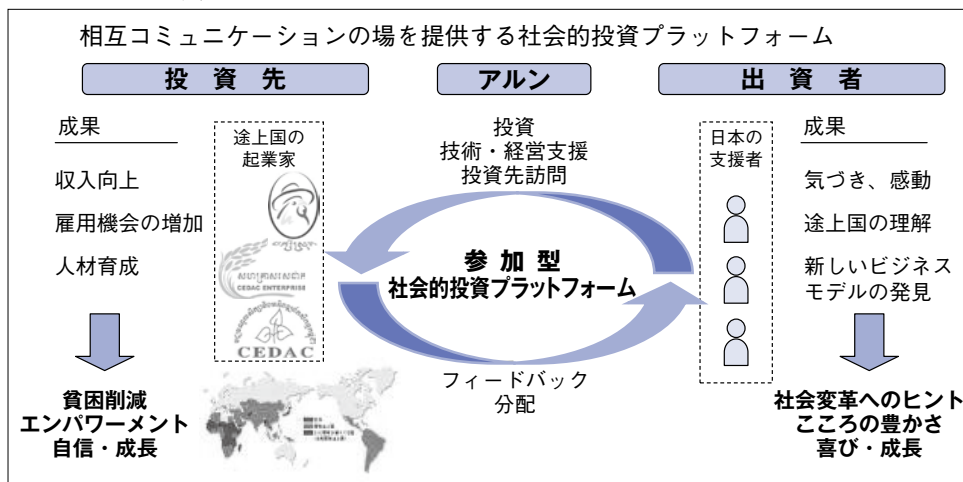 相互コミュニケーションの場を提供する社会的投資プラットフォーム
投資先
アルン
出資者
成果
収入向上
雇用機会の増加
人材育成
貧困削減
エンパワーメント
自信・成長
途上国の
起業家
CEDAC ENTERPRISE
CEDAC
投資
技術・経営支援
投資先訪問
参加型
社会的投資プラットフォーム
フィードバック
分配
日本の
支援者
成果
気づき、感動
途上国の理解
新しいビジネス
モデルの発見
社会変革へのヒント
こころの豊かさ
喜び・成長